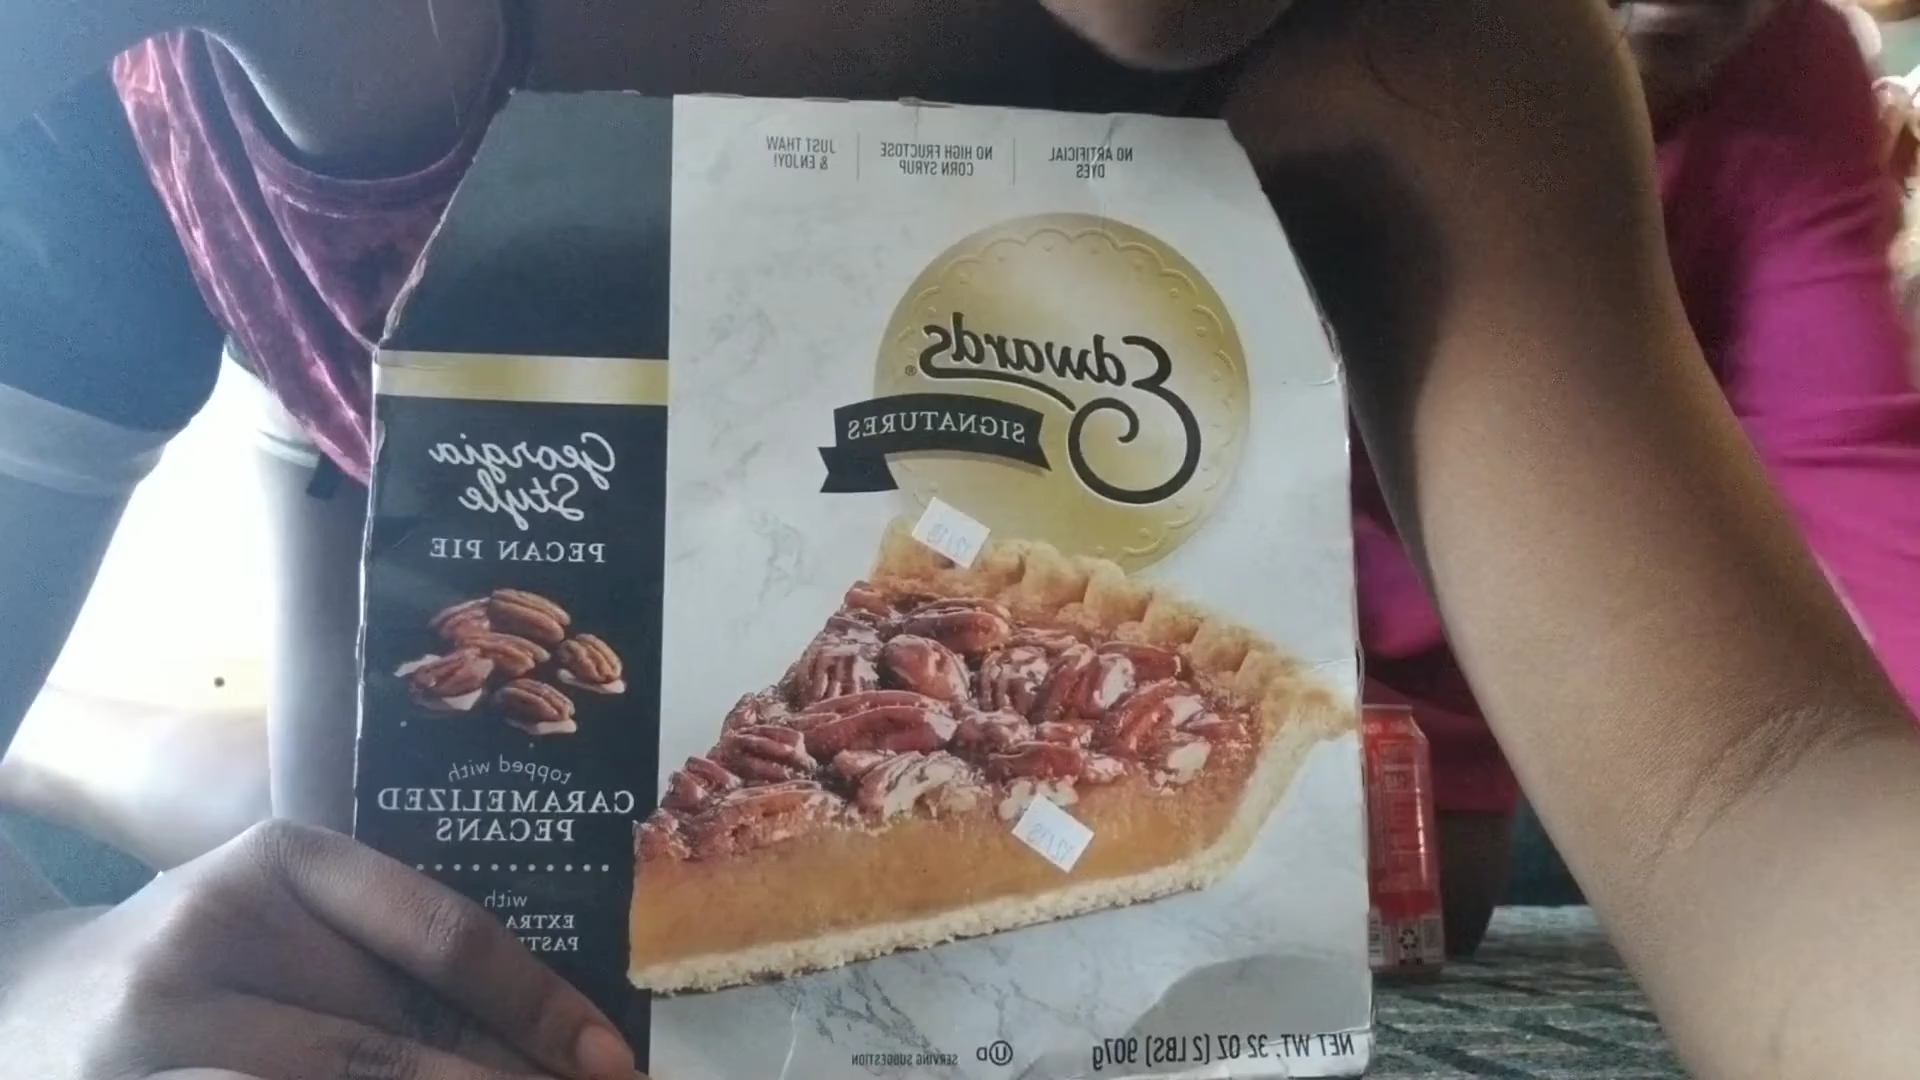 NO ARTIFICIAL
DYES
NO HIGH FRUCTOSE
CORN SYRUP
JUST THAW
& ENJOY!
Edwards®
SIGNATURES
Georgia
Style
PECAN PIE
topped with
CARAMELIZED
PECANS
with
EXTRA
NET WT. 32 OZ (2 LBS) 907g
U D
SERVING SUGGESTION